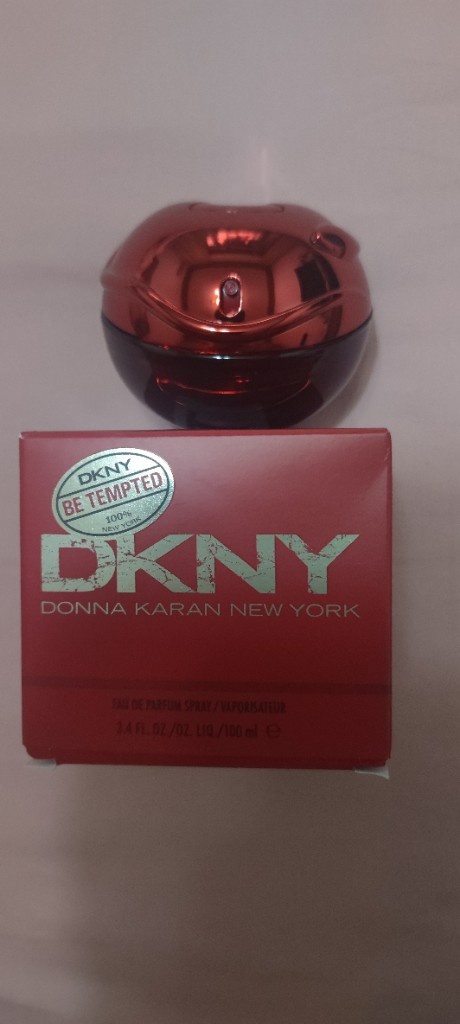 DKNY
BE TEMPTED
100%
NEW YORK
DKNY
DONNA KARAN NEW YORK
EAU DE PARFUM SPRAY / VAPORISATEUR
3.4 FL. OZ./OZ. LIQ./100 ml ℮